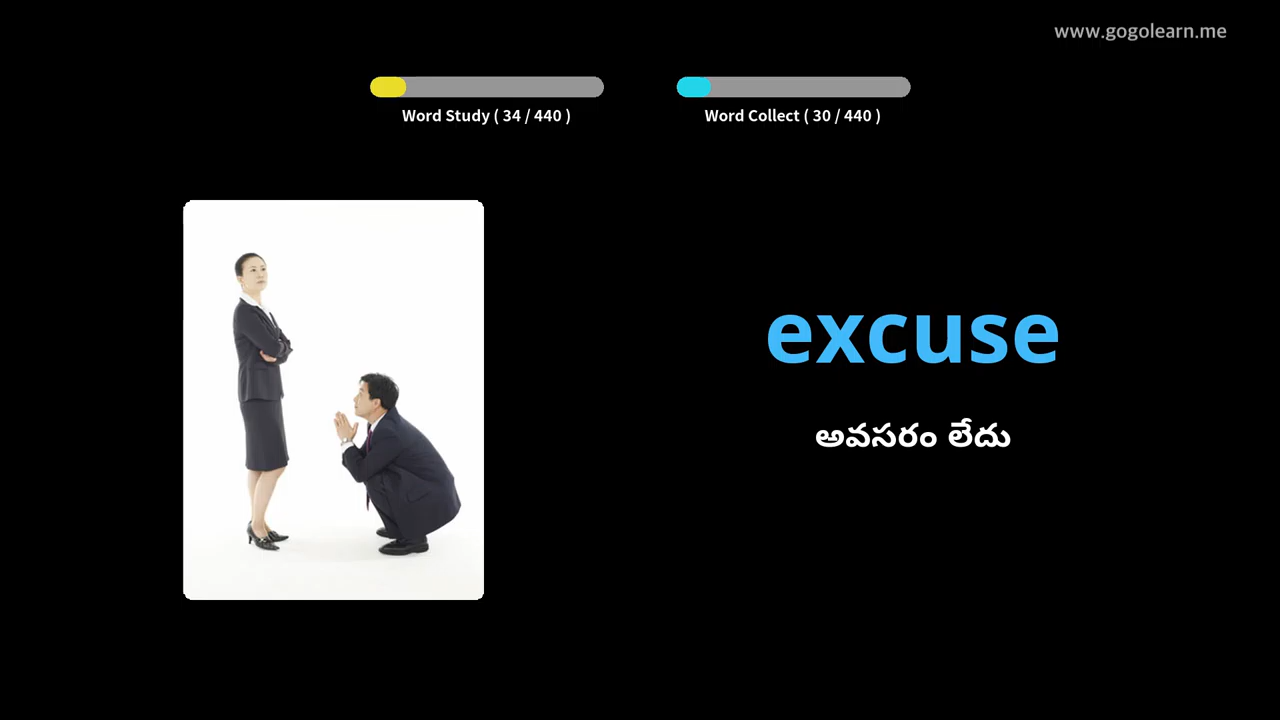 www.gogolearn.me
Word Study ( 34 / 440 )
Word Collect ( 30 / 440 )
excuse
అవసరం లేదు